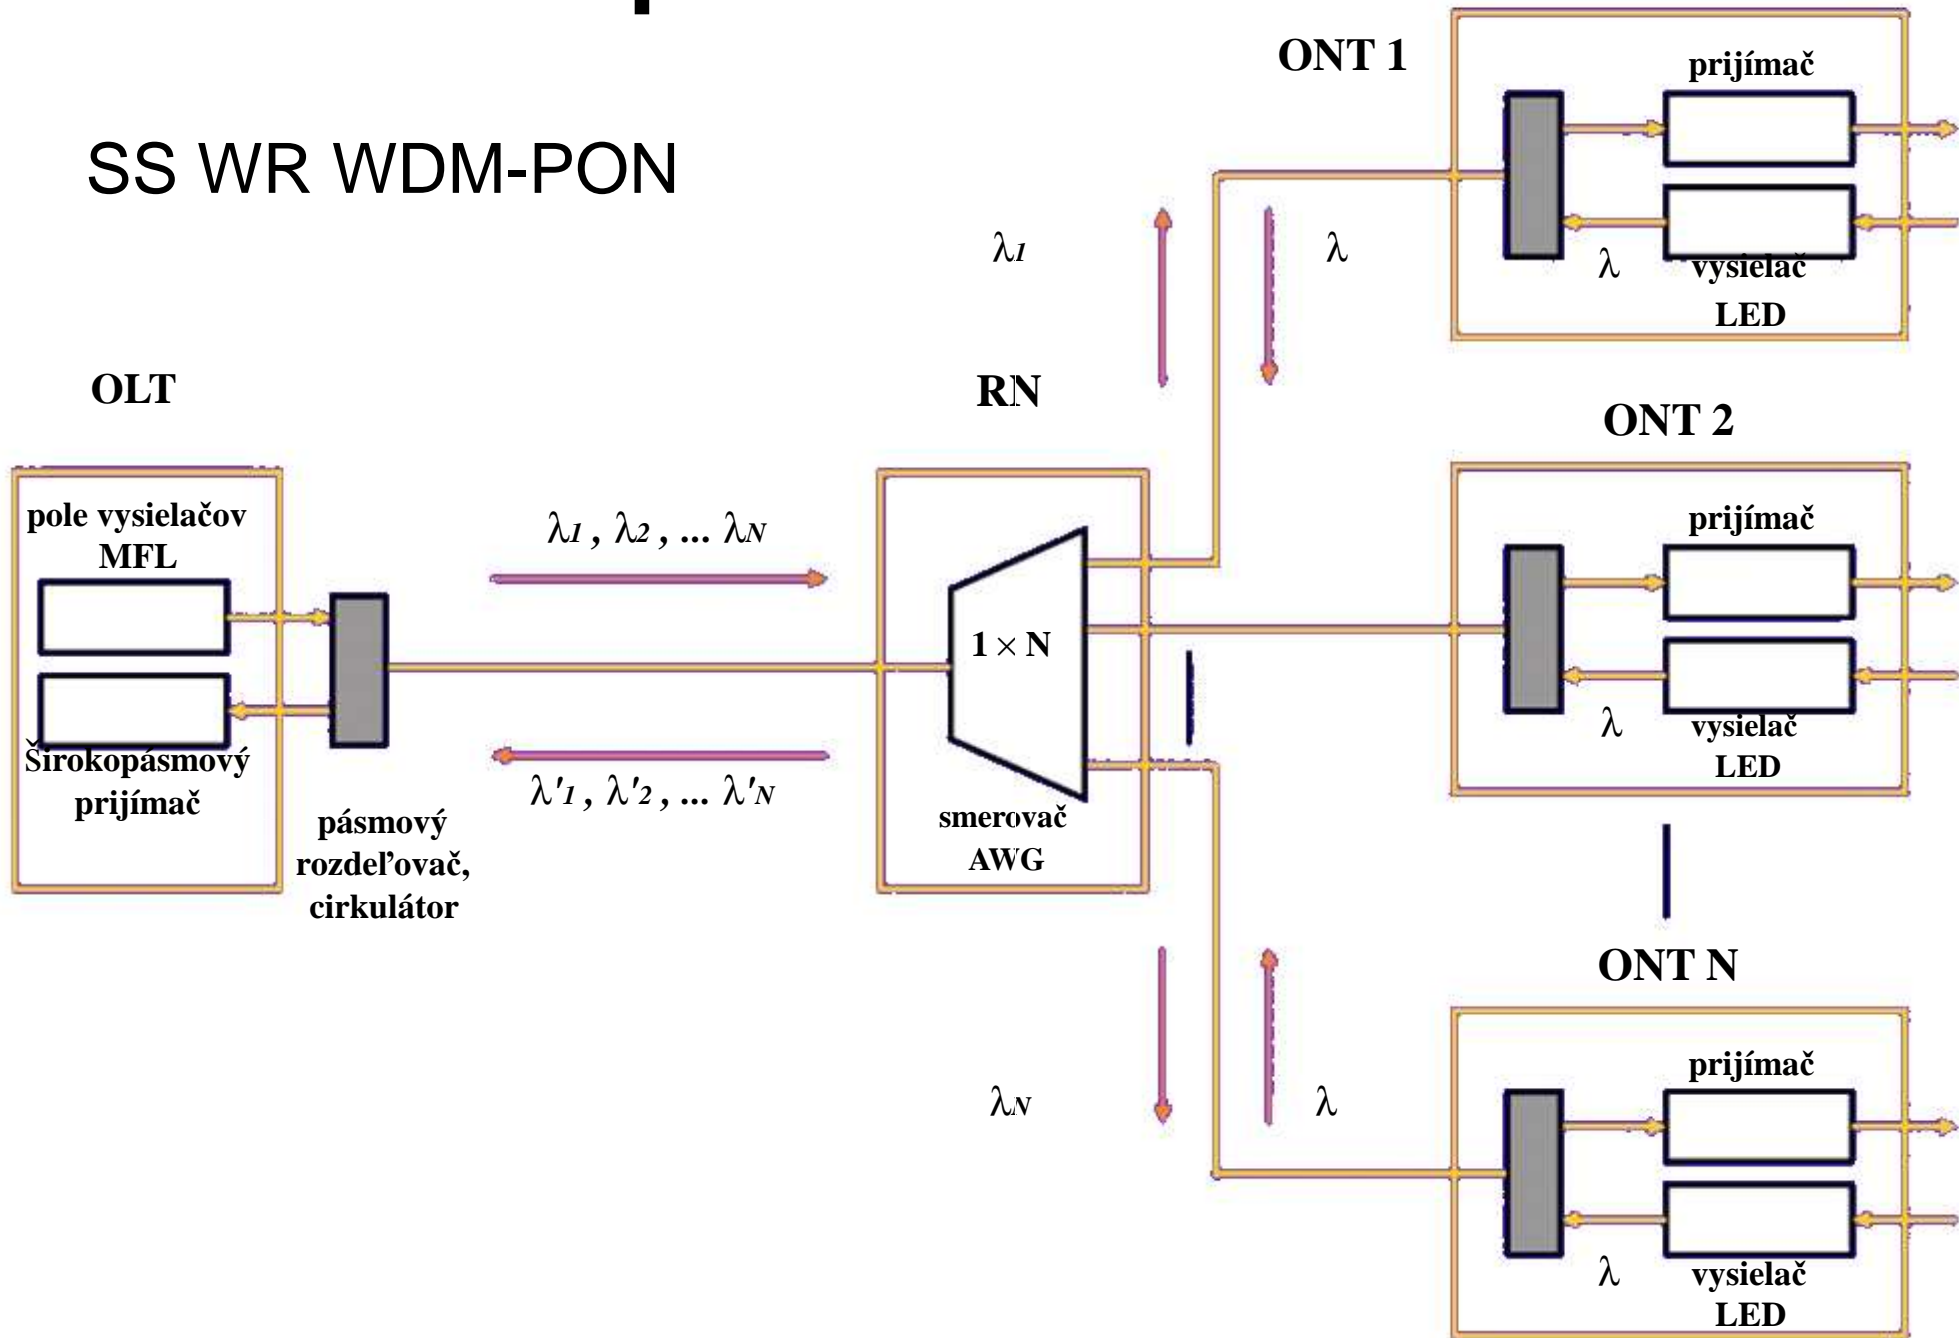 SS WR WDM-PON
ONT 1
prijímač
λ
vysielač
LED
λ1
λ
OLT
pole vysielačov
MFL
Širokopásmový
prijímač
pásmový
rozdeľovač,
cirkulátor
λ1 , λ2 , ... λN
λ'1 , λ'2 , ... λ'N
RN
1 × N
smerovač
AWG
ONT 2
prijímač
λ
vysielač
LED
λN
λ
ONT N
prijímač
λ
vysielač
LED